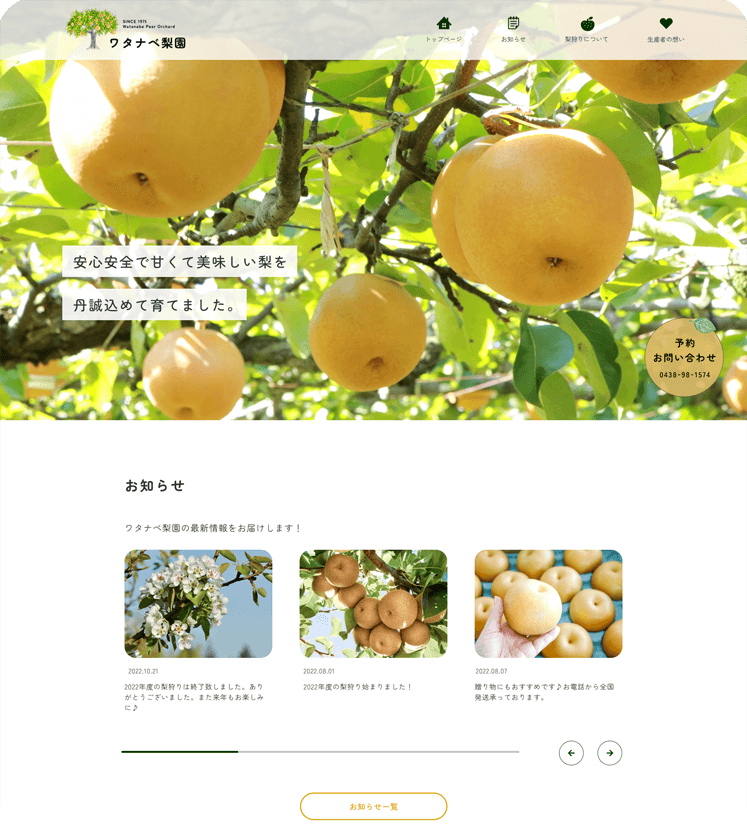 SINCE 1975
Watanabe Pear Orchard
ワタナベ梨園
トップページ
お知らせ
梨狩りについて
生産者の想い
安心安全で甘くて美味しい梨を
丹誠込めて育てました。
予約
お問い合わせ
0438-98-1574
お知らせ
ワタナベ梨園の最新情報をお届けします！
2022.10.21
2022年度の梨狩りは終了致しました。あり
がとうございました。また来年もお楽しみ
に♪
2022.08.01
2022年度の梨狩り始まりました！
2022.08.07
贈り物にもおすすめです♪お電話から全国
発送承っております。
お知らせ一覧